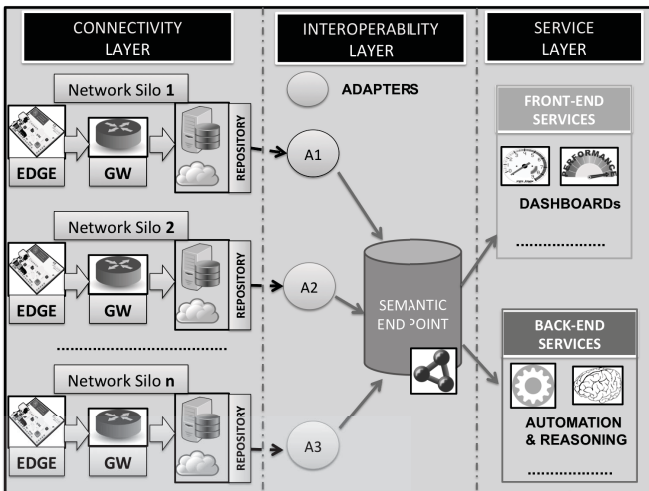 CONNECTIVITY
LAYER
INTEROPERABILITY
LAYER
SERVICE
LAYER
Network Silo 1
EDGE
GW
REPOSITORY
Network Silo 2
EDGE
GW
REPOSITORY
Network Silo n
EDGE
GW
REPOSITORY
ADAPTERS
A1
A2
A3
SEMANTIC
END POINT
FRONT-END
SERVICES
PERFORMANCE
DASHBOARDs
BACK-END
SERVICES
AUTOMATION
& REASONING